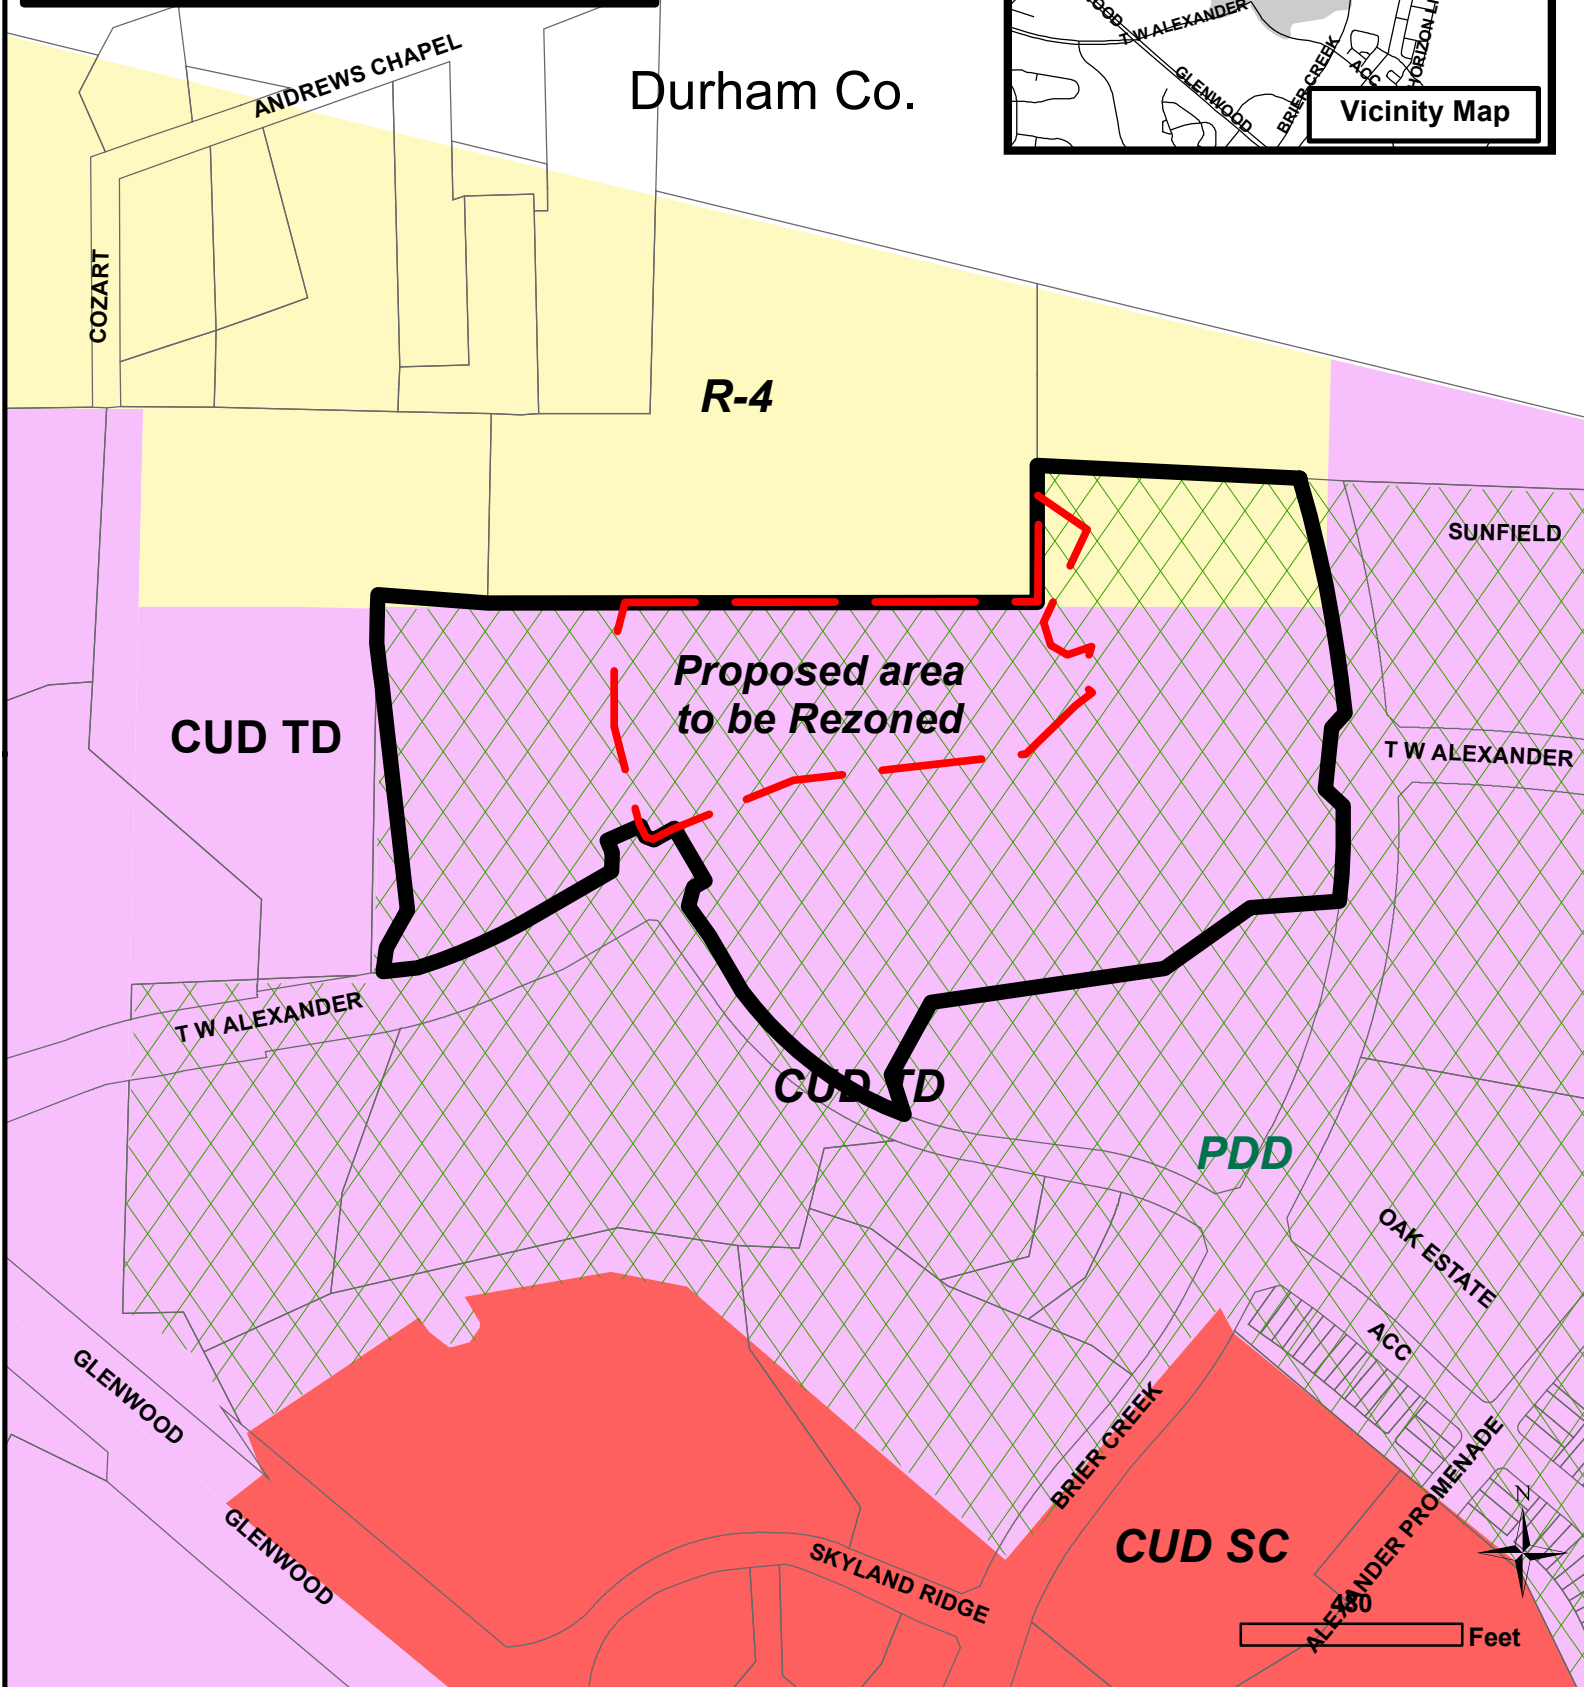 T W ALEXANDER
GLENWOOD
BRIER CREEK
ACC
Vicinity Map
ANDREWS CHAPEL
Durham Co.
COZART
R-4
SUNFIELD
Proposed area
to be Rezoned
CUD TD
T W ALEXANDER
T W ALEXANDER
CUD TD
PDD
OAK ESTATE
ACC
GLENWOOD
BRIER CREEK
ALEXANDER PROMENADE
GLENWOOD
SKYLAND RIDGE
CUD SC
N
480
Feet